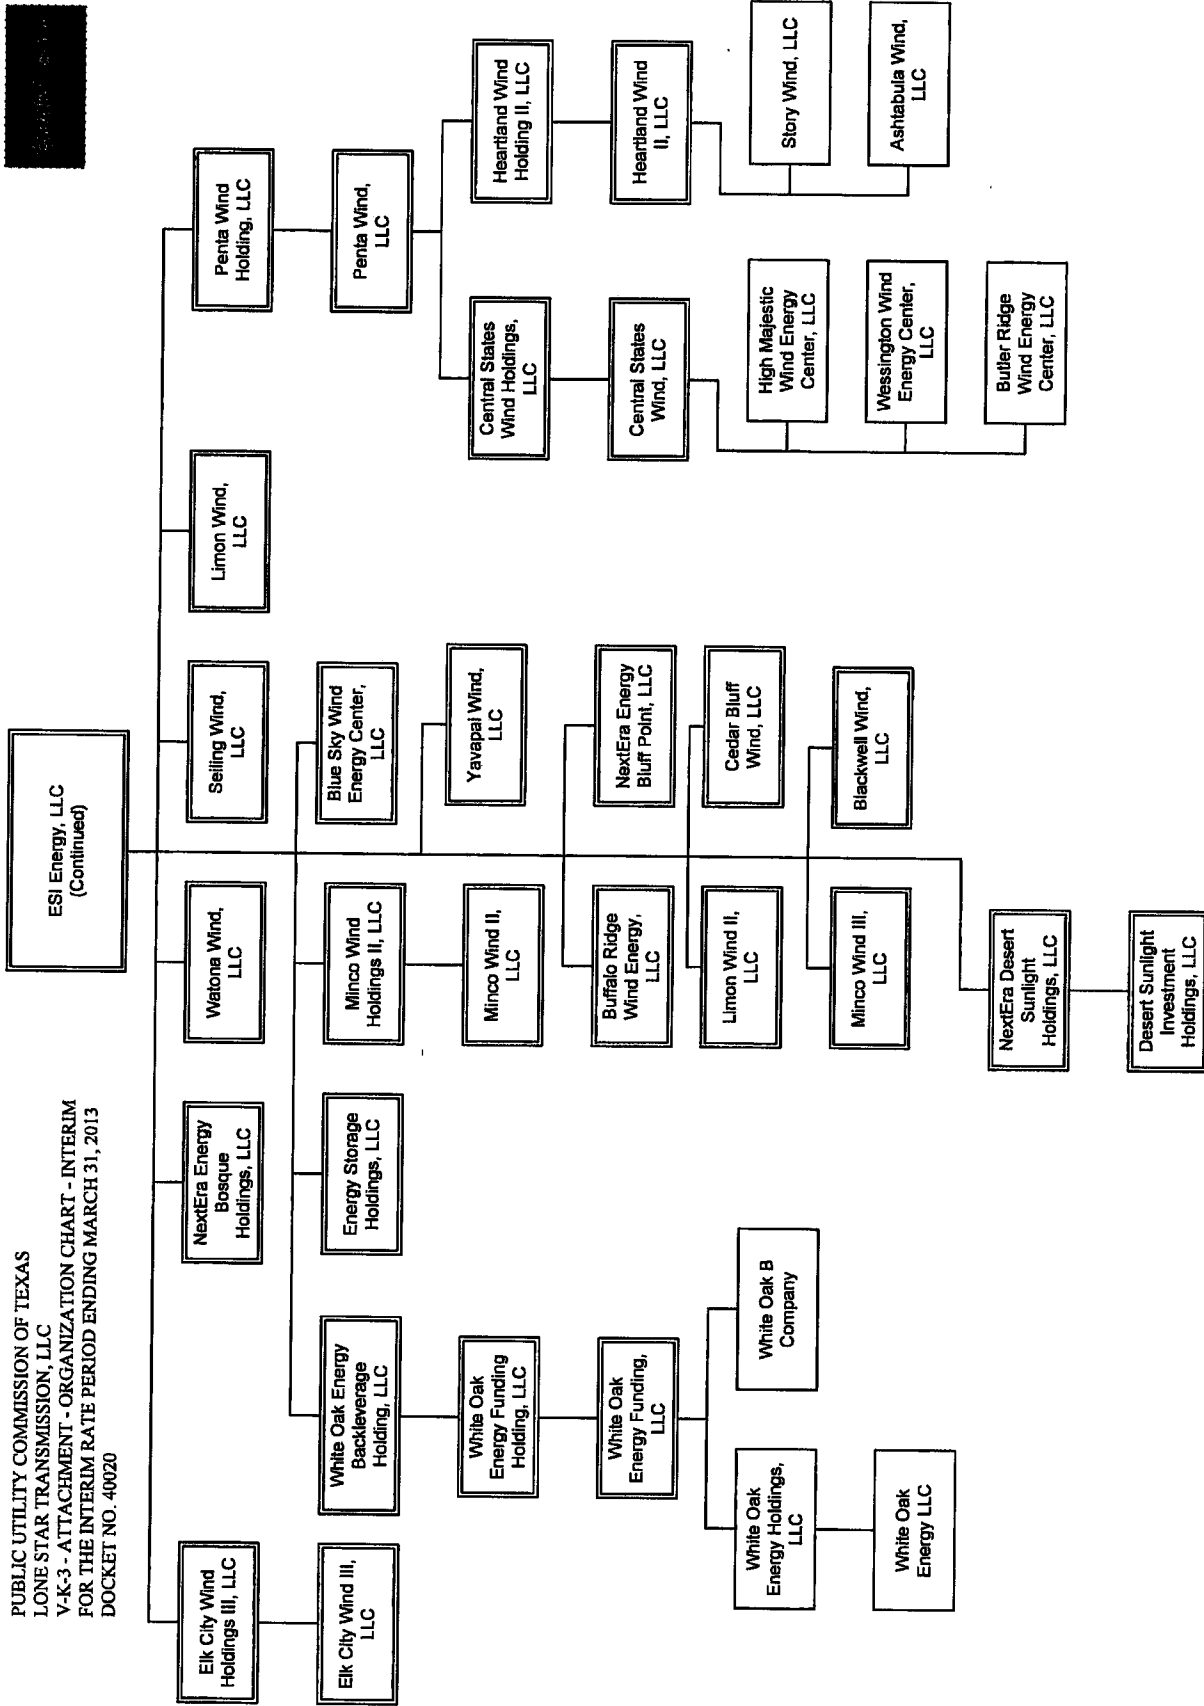 PUBLIC UTILITY COMMISSION OF TEXAS
LONE STAR TRANSMISSION, LLC
V-K-3 - ATTACHMENT - ORGANIZATION CHART - INTERIM
FOR THE INTERIM RATE PERIOD ENDING MARCH 31, 2013
DOCKET NO. 40020
ESI Energy, LLC
(Continued)
Elk City Wind
Holdings III, LLC
NextEra Energy
Bosque
Holdings, LLC
Watona Wind,
LLC
Seiling Wind,
LLC
Limon Wind,
LLC
Penta Wind
Holding, LLC
Elk City Wind III,
LLC
White Oak Energy
Backleverage
Holding, LLC
Energy Storage
Holdings, LLC
Minco Wind
Holdings II, LLC
Blue Sky Wind
Energy Center,
LLC
Penta Wind,
LLC
White Oak
Energy Funding
Holding, LLC
Minco Wind II,
LLC
Yavapai Wind,
LLC
Central States
Wind Holdings,
LLC
Heartland Wind
Holding II, LLC
White Oak
Energy Funding,
LLC
Buffalo Ridge
Wind Energy,
LLC
NextEra Energy
Bluff Point, LLC
Central States
Wind, LLC
Heartland Wind
II, LLC
White Oak
Energy Holdings,
LLC
White Oak B
Company
Limon Wind II,
LLC
Cedar Bluff
Wind, LLC
High Majestic
Wind Energy
Center, LLC
Story Wind, LLC
White Oak
Energy LLC
Minco Wind III,
LLC
Blackwell Wind,
LLC
Wessington Wind
Energy Center,
LLC
Ashtabula Wind,
LLC
NextEra Desert
Sunlight
Holdings, LLC
Butler Ridge
Wind Energy
Center, LLC
Desert Sunlight
Investment
Holdings, LLC